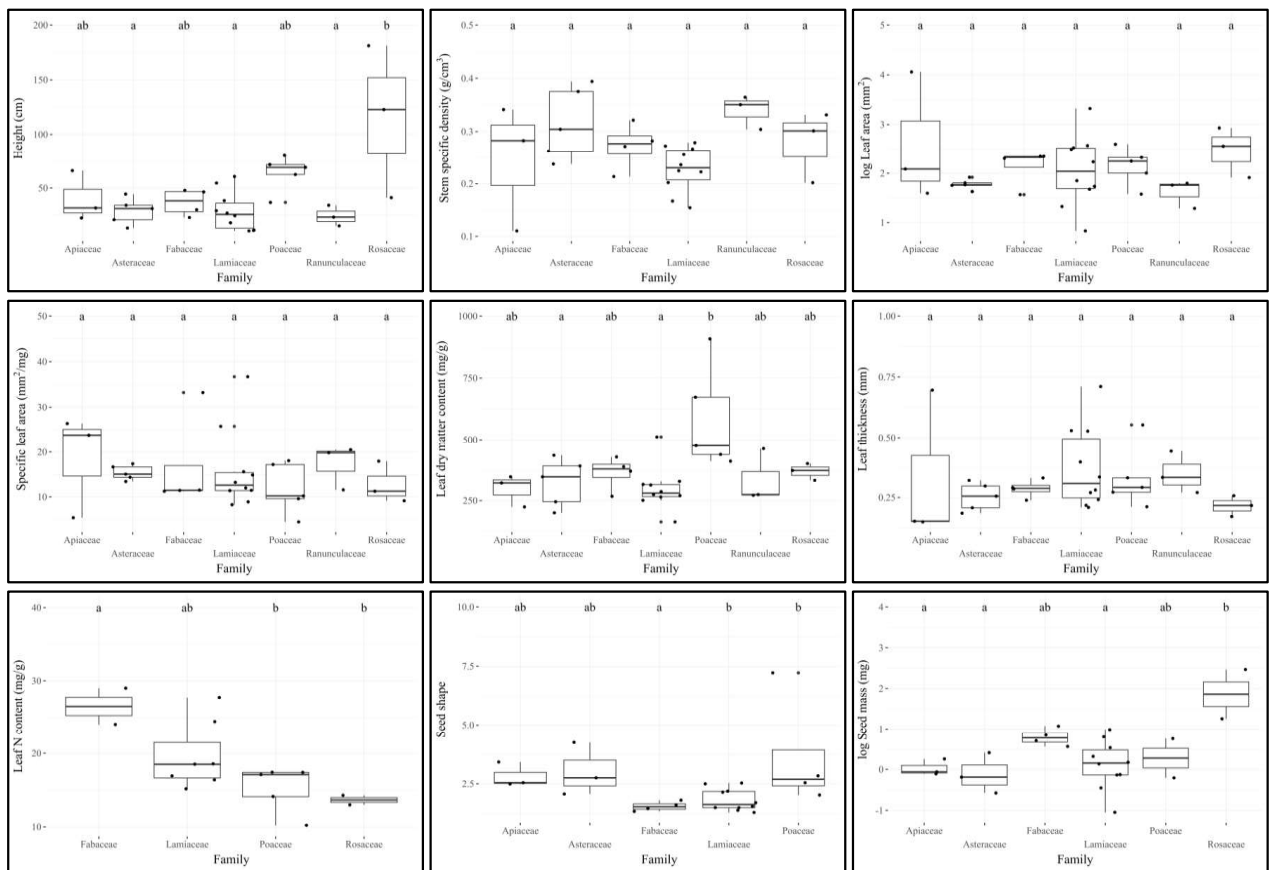 ab a ab a ab a b
200
150
100
50
Height (cm)
Apiaceae Fabaceae Poaceae Rosaceae
Asteraceae Lamiaceae Ranunculaceae
Family
a a a a a a
0.5
0.4
0.3
0.2
0.1
Stem specific density (g/cm³)
Apiaceae Fabaceae Ranunculaceae
Asteraceae Lamiaceae Rosaceae
Family
a a a a a a a
5
4
3
2
1
log Leaf area (mm²)
Apiaceae Fabaceae Poaceae Rosaceae
Asteraceae Lamiaceae Ranunculaceae
Family
a a a a a a a
50
40
30
20
10
Specific leaf area (mm²/mg)
Apiaceae Fabaceae Poaceae Rosaceae
Asteraceae Lamiaceae Ranunculaceae
Family
ab a ab a b ab ab
1000
750
500
250
Leaf dry matter content (mg/g)
Apiaceae Fabaceae Poaceae Rosaceae
Asteraceae Lamiaceae Ranunculaceae
Family
a a a a a a a
1.00
0.75
0.50
0.25
Leaf thickness (mm)
Apiaceae Fabaceae Poaceae Rosaceae
Asteraceae Lamiaceae Ranunculaceae
Family
a ab b b
40
30
20
10
Leaf N content (mg/g)
Fabaceae Lamiaceae Poaceae Rosaceae
Family
ab ab a b b
10.0
7.5
5.0
2.5
Seed shape
Apiaceae Fabaceae Poaceae
Asteraceae Lamiaceae
Family
a a ab a ab b
4
3
2
1
0
-1
log Seed mass (mg)
Apiaceae Fabaceae Poaceae
Asteraceae Lamiaceae Rosaceae
Family